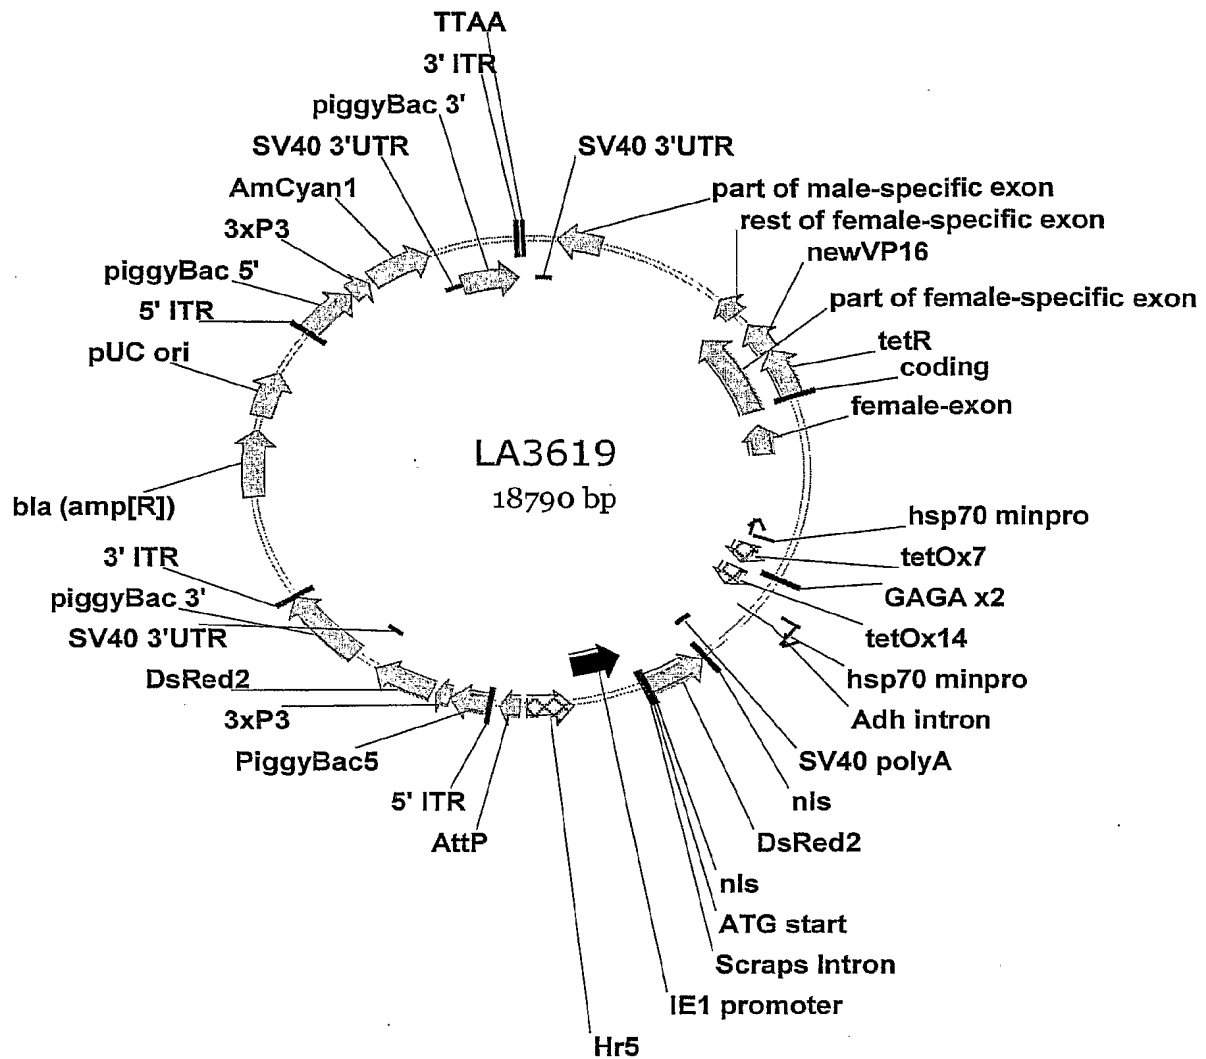 TTAA
3' ITR
piggyBac 3'
SV40 3'UTR
SV40 3'UTR
AmCyan1
part of male-specific exon
3xP3
rest of female-specific exon
newVP16
piggyBac 5'
part of female-specific exon
5' ITR
tetR
pUC ori
coding
female-exon
LA3619
18790 bp
bla (amp[R])
hsp70 minpro
3' ITR
tetOx7
piggyBac 3'
GAGA x2
SV40 3'UTR
tetOx14
DsRed2
hsp70 minpro
3xP3
Adh intron
PiggyBac5
SV40 polyA
5' ITR
nls
AttP
DsRed2
nls
ATG start
Scraps Intron
IE1 promoter
Hr5